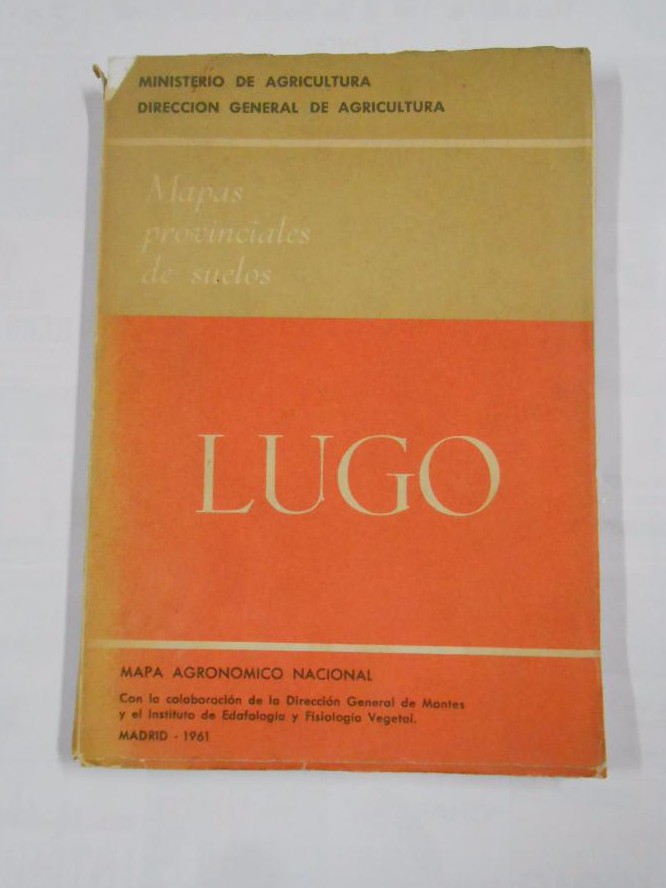 MINISTERIO DE AGRICULTURA
DIRECCION GENERAL DE AGRICULTURA
Mapas
provinciales
de suelos
LUGO
MAPA AGRONOMICO NACIONAL
Con la colaboración de la Dirección General de Montes
y el Instituto de Edafología y Fisiología Vegetal.
MADRID - 1961